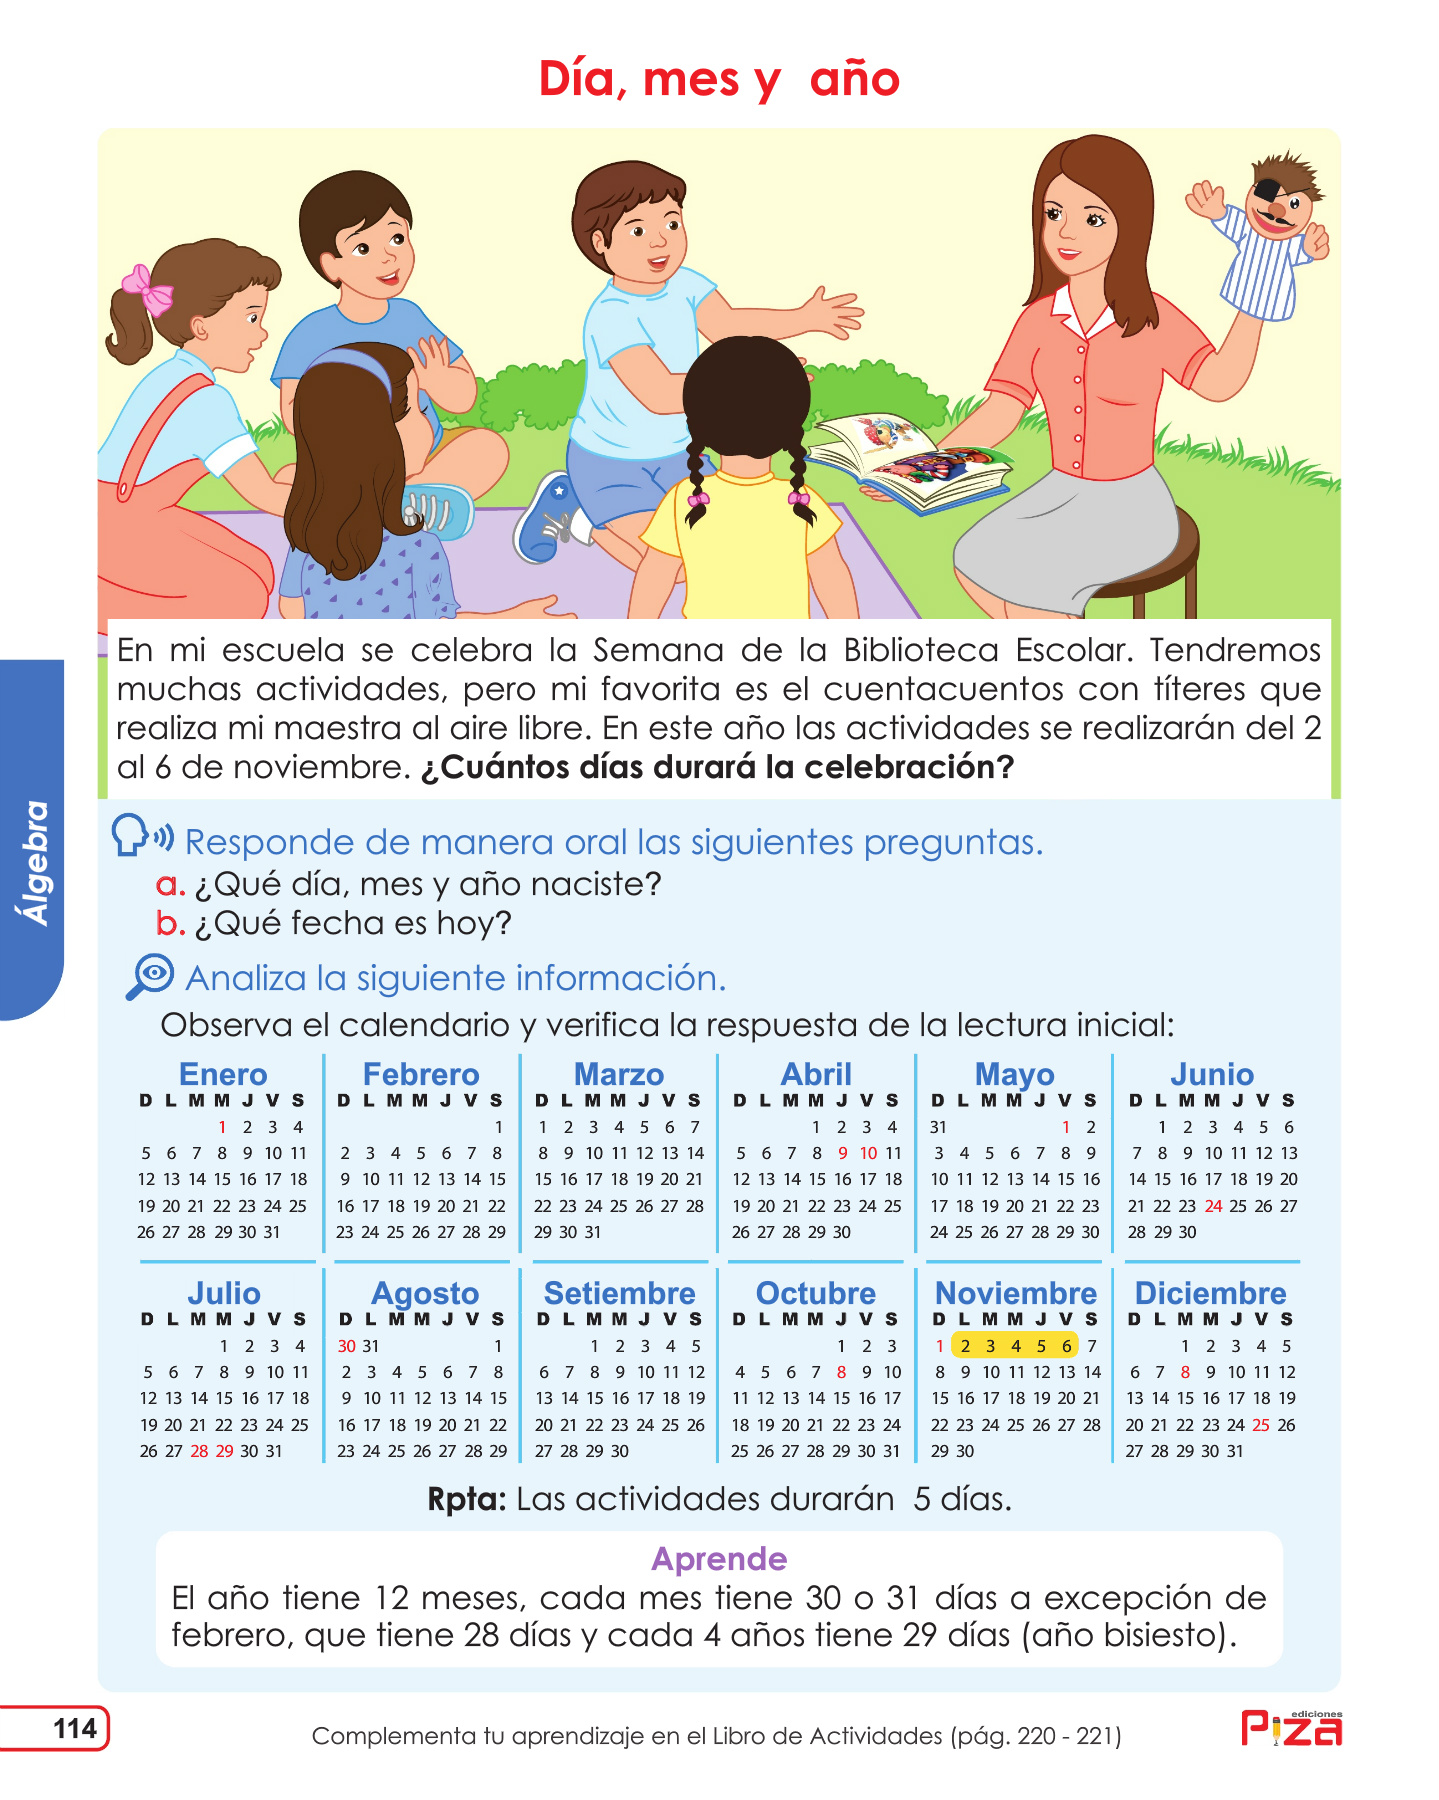 Día, mes y  año
En mi escuela se celebra la Semana de la Biblioteca Escolar. Tendremos
muchas actividades, pero mi favorita es el cuentacuentos con títeres que
realiza mi maestra al aire libre. En este año las actividades se realizarán del 2
al 6 de noviembre. ¿Cuántos días durará la celebración?
Álgebra
Responde de manera oral las siguientes preguntas.
a. ¿Qué día, mes y año naciste?
b. ¿Qué fecha es hoy?
Analiza la siguiente información.
Observa el calendario y verifica la respuesta de la lectura inicial:
Enero
D L M M J V S
1 2 3 4
5 6 7 8 9 10 11
12 13 14 15 16 17 18
19 20 21 22 23 24 25
26 27 28 29 30 31
Febrero
D L M M J V S
1
2 3 4 5 6 7 8
9 10 11 12 13 14 15
16 17 18 19 20 21 22
23 24 25 26 27 28 29
Marzo
D L M M J V S
1 2 3 4 5 6 7
8 9 10 11 12 13 14
15 16 17 18 19 20 21
22 23 24 25 26 27 28
29 30 31
Abril
D L M M J V S
1 2 3 4
5 6 7 8 9 10 11
12 13 14 15 16 17 18
19 20 21 22 23 24 25
26 27 28 29 30
Mayo
D L M M J V S
31 1 2
3 4 5 6 7 8 9
10 11 12 13 14 15 16
17 18 19 20 21 22 23
24 25 26 27 28 29 30
Junio
D L M M J V S
1 2 3 4 5 6
7 8 9 10 11 12 13
14 15 16 17 18 19 20
21 22 23 24 25 26 27
28 29 30
Julio
D L M M J V S
1 2 3 4
5 6 7 8 9 10 11
12 13 14 15 16 17 18
19 20 21 22 23 24 25
26 27 28 29 30 31
Agosto
D L M M J V S
30 31 1
2 3 4 5 6 7 8
9 10 11 12 13 14 15
16 17 18 19 20 21 22
23 24 25 26 27 28 29
Setiembre
D L M M J V S
1 2 3 4 5
6 7 8 9 10 11 12
13 14 15 16 17 18 19
20 21 22 23 24 25 26
27 28 29 30
Octubre
D L M M J V S
1 2 3
4 5 6 7 8 9 10
11 12 13 14 15 16 17
18 19 20 21 22 23 24
25 26 27 28 29 30 31
Noviembre
D L M M J V S
1 2 3 4 5 6 7
8 9 10 11 12 13 14
15 16 17 18 19 20 21
22 23 24 25 26 27 28
29 30
Diciembre
D L M M J V S
1 2 3 4 5
6 7 8 9 10 11 12
13 14 15 16 17 18 19
20 21 22 23 24 25 26
27 28 29 30 31
Rpta: Las actividades durarán  5 días.
Aprende
El año tiene 12 meses, cada mes tiene 30 o 31 días a excepción de
febrero, que tiene 28 días y cada 4 años tiene 29 días (año bisiesto).
114
Complementa tu aprendizaje en el Libro de Actividades (pág. 220 - 221)
ediciones
Piza